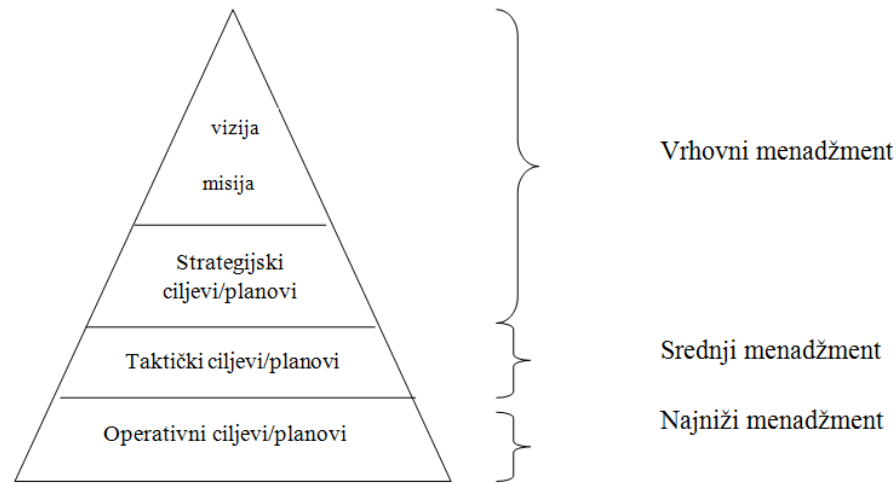 vizija
misija
Vrhovni menadžment
Strategijski
ciljevi/planovi
Taktički ciljevi/planovi
Srednji menadžment
Operativni ciljevi/planovi
Najniži menadžment